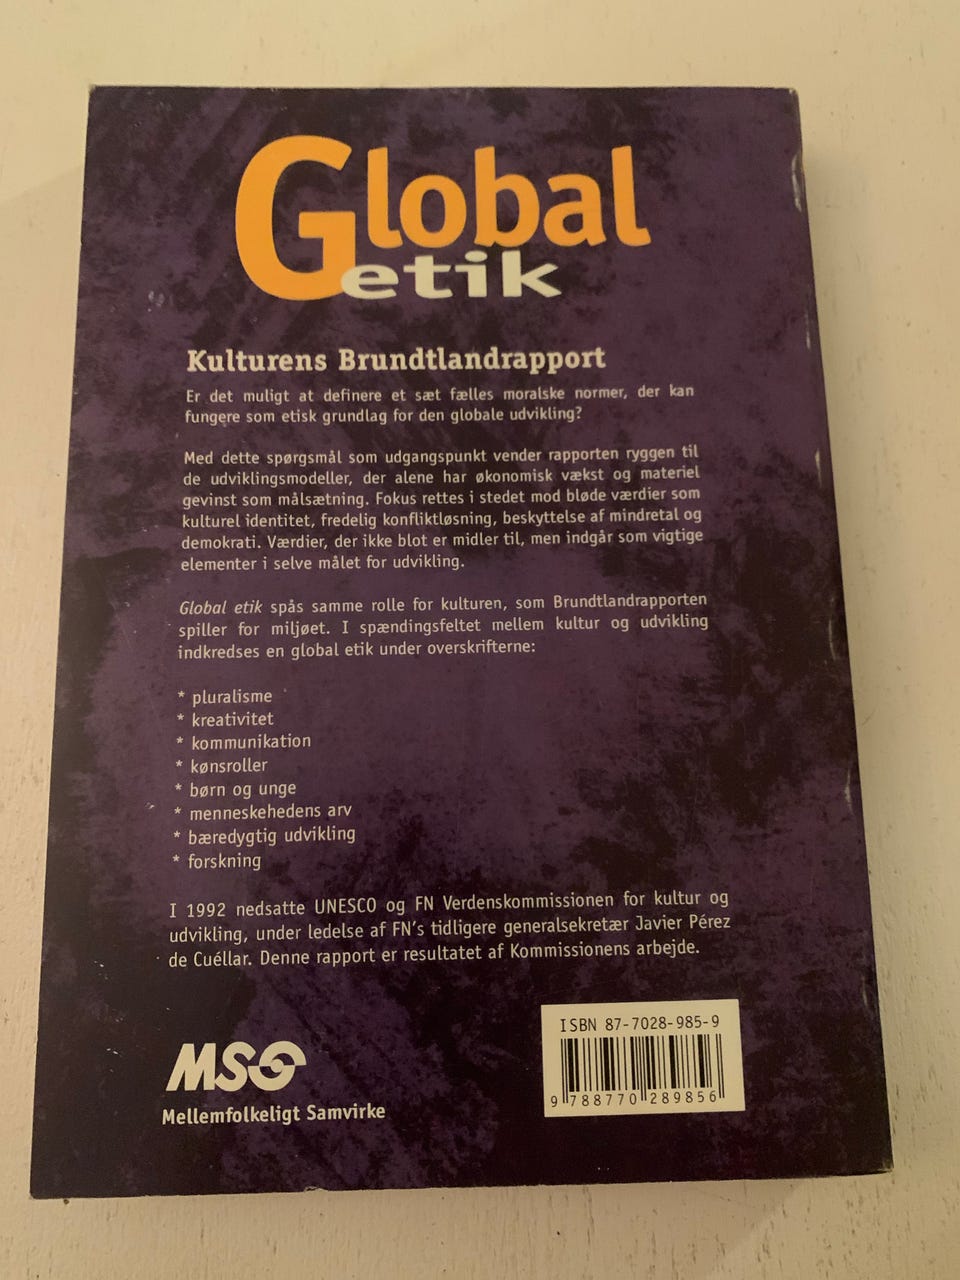 Global
etik
Kulturens Brundtlandrapport
Er det muligt at definere et sæt fælles moralske normer, der kan
fungere som etisk grundlag for den globale udvikling?
Med dette spørgsmål som udgangspunkt vender rapporten ryggen til
de udviklingsmodeller, der alene har økonomisk vækst og materiel
gevinst som målsætning. Fokus rettes i stedet mod bløde værdier som
kulturel identitet, fredelig konfliktløsning, beskyttelse af mindretal og
demokrati. Værdier, der ikke blot er midler til, men indgår som vigtige
elementer i selve målet for udvikling.
Global etik spås samme rolle for kulturen, som Brundtlandrapporten
spiller for miljøet. I spændingsfeltet mellem kultur og udvikling
indkredses en global etik under overskrifterne:
* pluralisme
* kreativitet
* kommunikation
* kønsroller
* børn og unge
* menneskehedens arv
* bæredygtig udvikling
* forskning
I 1992 nedsatte UNESCO og FN Verdenskommissionen for kultur og
udvikling, under ledelse af FN's tidligere generalsekretær Javier Pérez
de Cuéllar. Denne rapport er resultatet af Kommissionens arbejde.
MS
Mellemfolkeligt Samvirke
ISBN 87-7028-985-9
9 788770 289856